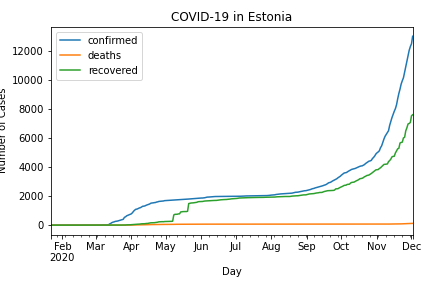 COVID-19 in Estonia
confirmed
deaths
recovered
12000
10000
8000
6000
4000
2000
0
Number of Cases
Feb Mar Apr May Jun Jul Aug Sep Oct Nov Dec
2020
Day